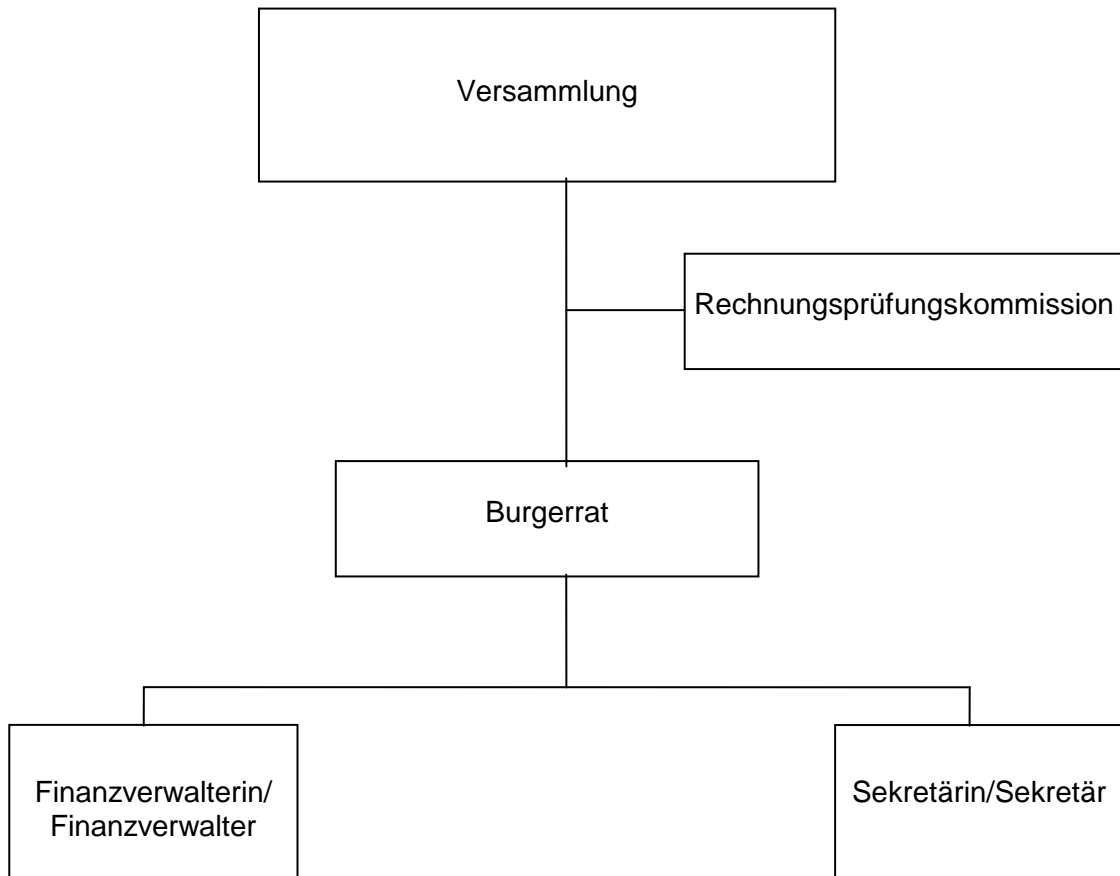 Versammlung
Rechnungsprüfungskommission
Burgerrat
Finanzverwalterin/
Finanzverwalter
Sekretärin/Sekretär